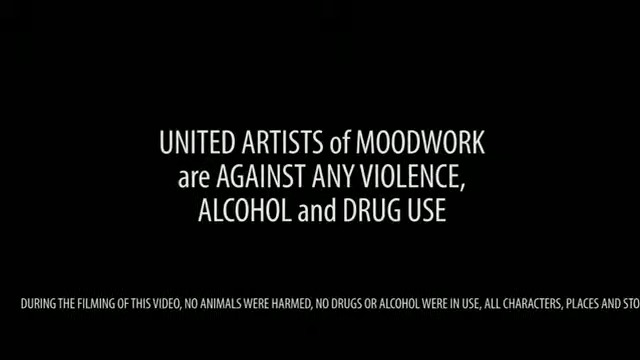 UNITED ARTISTS of MOODWORK
are AGAINST ANY VIOLENCE,
ALCOHOL and DRUG USE
DURING THE FILMING OF THIS VIDEO, NO ANIMALS WERE HARMED, NO DRUGS OR ALCOHOL WERE IN USE, ALL CHARACTERS, PLACES AND STO